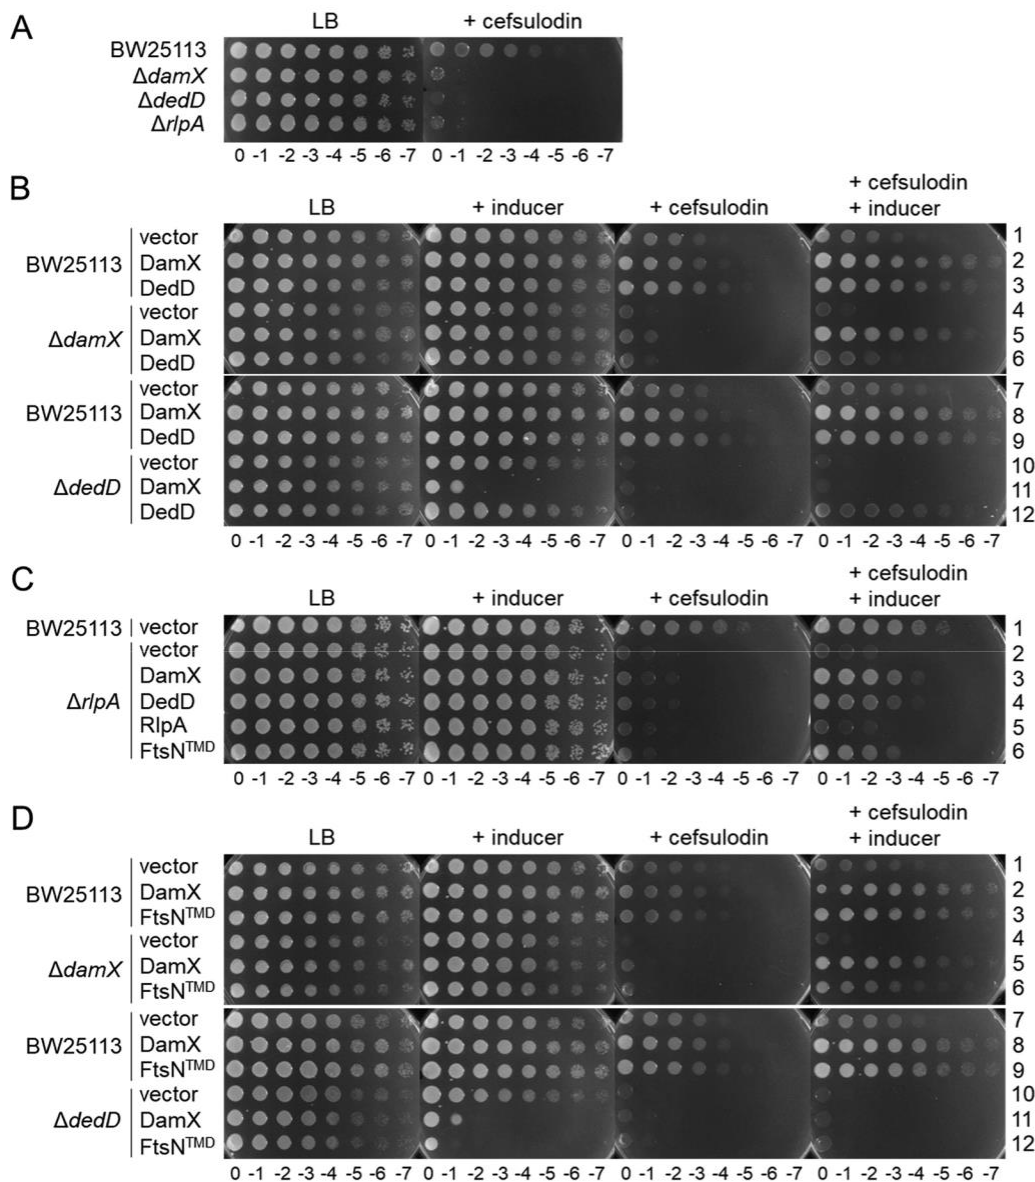 A
LB + cefsulodin
BW25113
ΔdamX
ΔdedD
ΔrlpA
0 -1 -2 -3 -4 -5 -6 -7 0 -1 -2 -3 -4 -5 -6 -7
B
LB + inducer + cefsulodin + cefsulodin + inducer
BW25113 vector 1
DamX 2
DedD 3
ΔdamX vector 4
DamX 5
DedD 6
BW25113 vector 7
DamX 8
DedD 9
ΔdedD vector 10
DamX 11
DedD 12
0 -1 -2 -3 -4 -5 -6 -7 0 -1 -2 -3 -4 -5 -6 -7 0 -1 -2 -3 -4 -5 -6 -7 0 -1 -2 -3 -4 -5 -6 -7
C
LB + inducer + cefsulodin + cefsulodin + inducer
BW25113 vector 1
ΔrlpA vector 2
DamX 3
DedD 4
RlpA 5
FtsN^TMD 6
0 -1 -2 -3 -4 -5 -6 -7 0 -1 -2 -3 -4 -5 -6 -7 0 -1 -2 -3 -4 -5 -6 -7 0 -1 -2 -3 -4 -5 -6 -7
D
LB + inducer + cefsulodin + cefsulodin + inducer
BW25113 vector 1
DamX 2
FtsN^TMD 3
ΔdamX vector 4
DamX 5
FtsN^TMD 6
BW25113 vector 7
DamX 8
FtsN^TMD 9
ΔdedD vector 10
DamX 11
FtsN^TMD 12
0 -1 -2 -3 -4 -5 -6 -7 0 -1 -2 -3 -4 -5 -6 -7 0 -1 -2 -3 -4 -5 -6 -7 0 -1 -2 -3 -4 -5 -6 -7